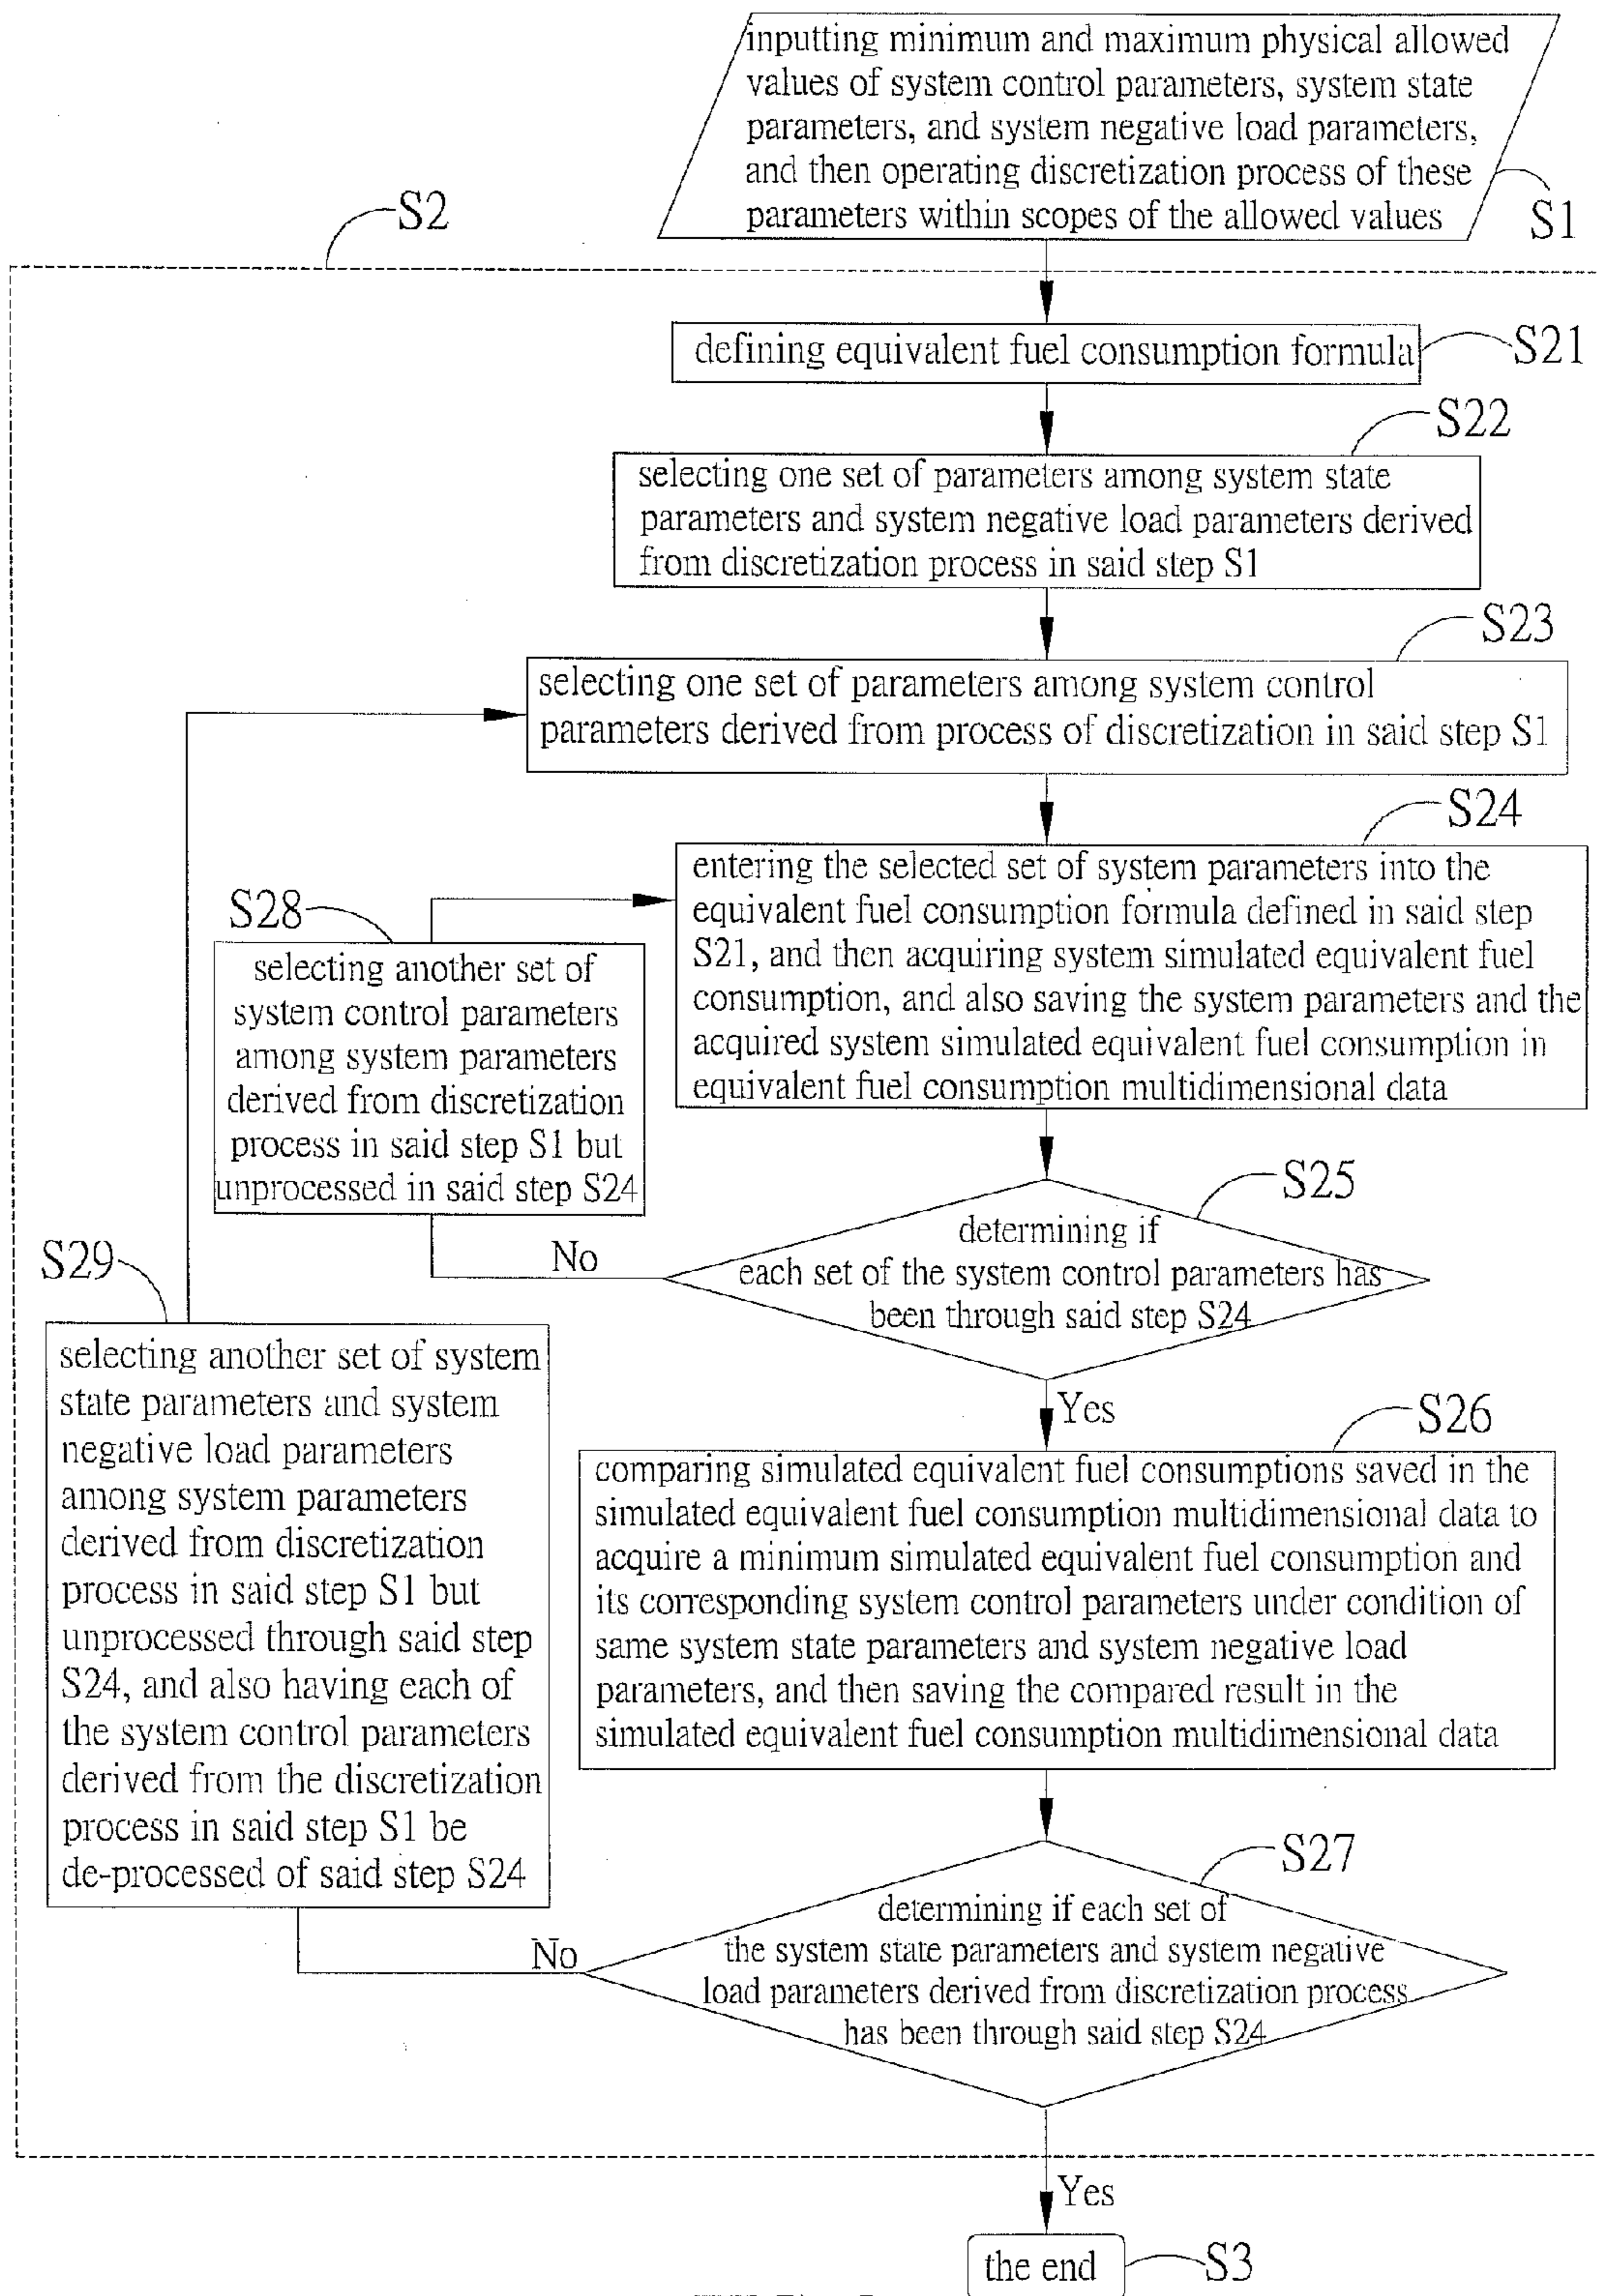 inputting minimum and maximum physical allowed
values of system control parameters, system state
parameters, and system negative load parameters,
and then operating discretization process of these
parameters within scopes of the allowed values
S1
S2
defining equivalent fuel consumption formula
S21
S22
selecting one set of parameters among system state
parameters and system negative load parameters derived
from discretization process in said step S1
S23
selecting one set of parameters among system control
parameters derived from process of discretization in said step S1
S24
entering the selected set of system parameters into the
equivalent fuel consumption formula defined in said step
S21, and then acquiring system simulated equivalent fuel
consumption, and also saving the system parameters and the
acquired system simulated equivalent fuel consumption in
equivalent fuel consumption multidimensional data
S28
selecting another set of
system control parameters
among system parameters
derived from discretization
process in said step S1 but
unprocessed in said step S24
S25
determining if
each set of the system control parameters has
been through said step S24
No
Yes
S29
selecting another set of system
state parameters and system
negative load parameters
among system parameters
derived from discretization
process in said step S1 but
unprocessed through said step
S24, and also having each of
the system control parameters
derived from the discretization
process in said step S1 be
de-processed of said step S24
S26
comparing simulated equivalent fuel consumptions saved in the
simulated equivalent fuel consumption multidimensional data to
acquire a minimum simulated equivalent fuel consumption and
its corresponding system control parameters under condition of
same system state parameters and system negative load
parameters, and then saving the compared result in the
simulated equivalent fuel consumption multidimensional data
S27
determining if each set of
the system state parameters and system negative
load parameters derived from discretization process
has been through said step S24
No
Yes
the end
S3